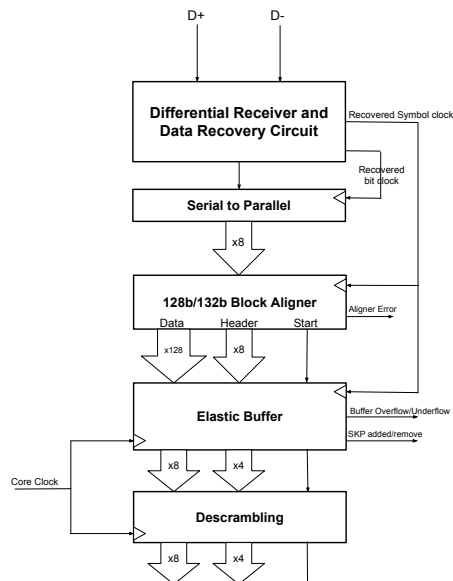 D+ D-
Differential Receiver and
Data Recovery Circuit
Recovered Symbol clock
Recovered
bit clock
Serial to Parallel
x8
128b/132b Block Aligner
Data Header Start
Aligner Error
x128 x8
Elastic Buffer
Buffer Overflow/Underflow
SKP added/remove
x8 x4
Core Clock
Descrambling
x8 x4